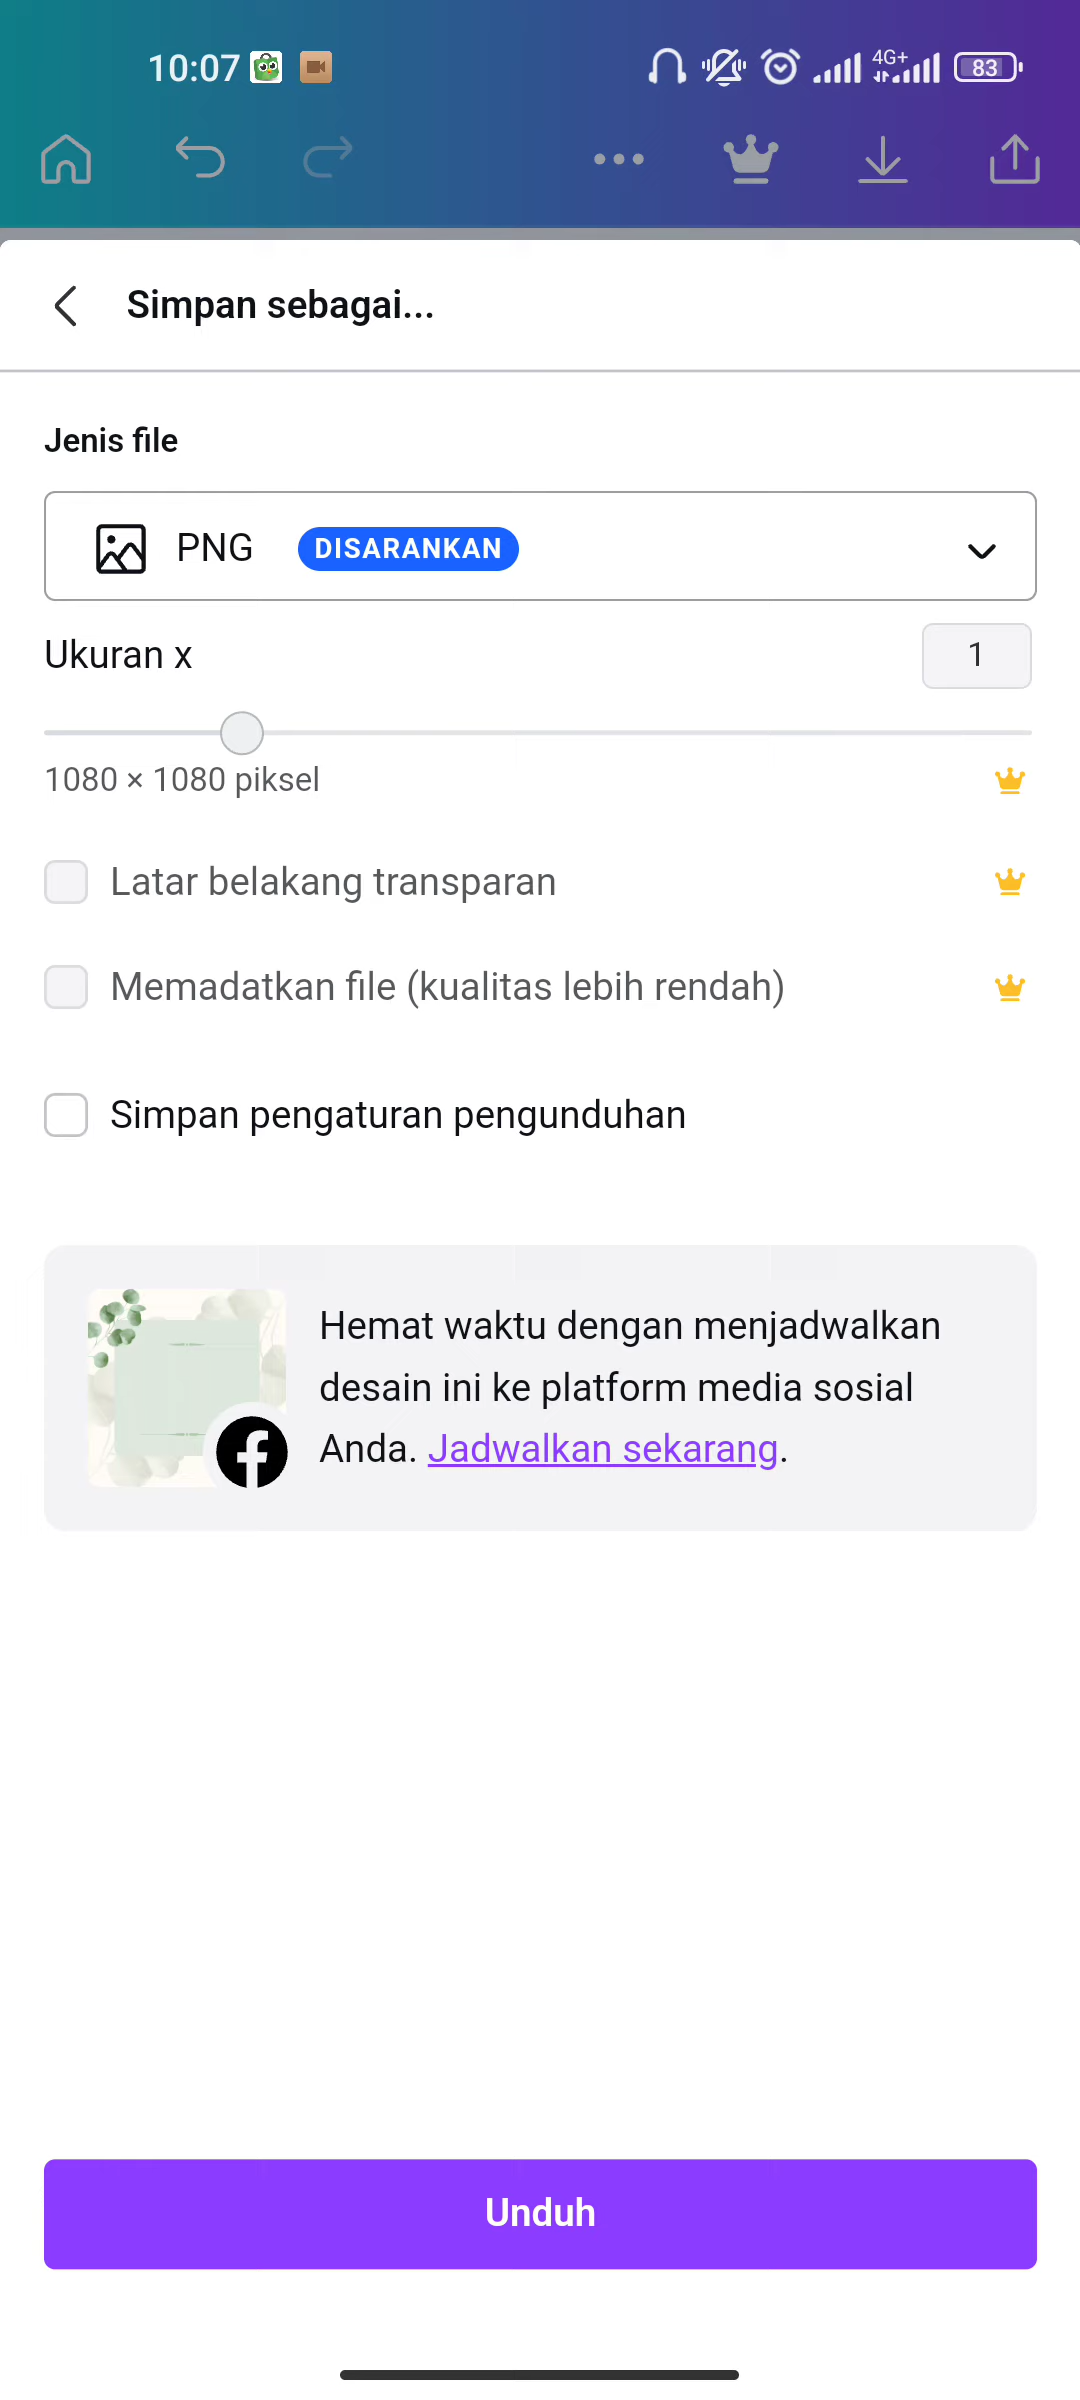 10:07
4G+
83
Simpan sebagai...
Jenis file
PNG DISARANKAN
Ukuran x
1
1080 × 1080 piksel
Latar belakang transparan
Memadatkan file (kualitas lebih rendah)
Simpan pengaturan pengunduhan
Hemat waktu dengan menjadwalkan
desain ini ke platform media sosial
Anda. Jadwalkan sekarang.
Unduh